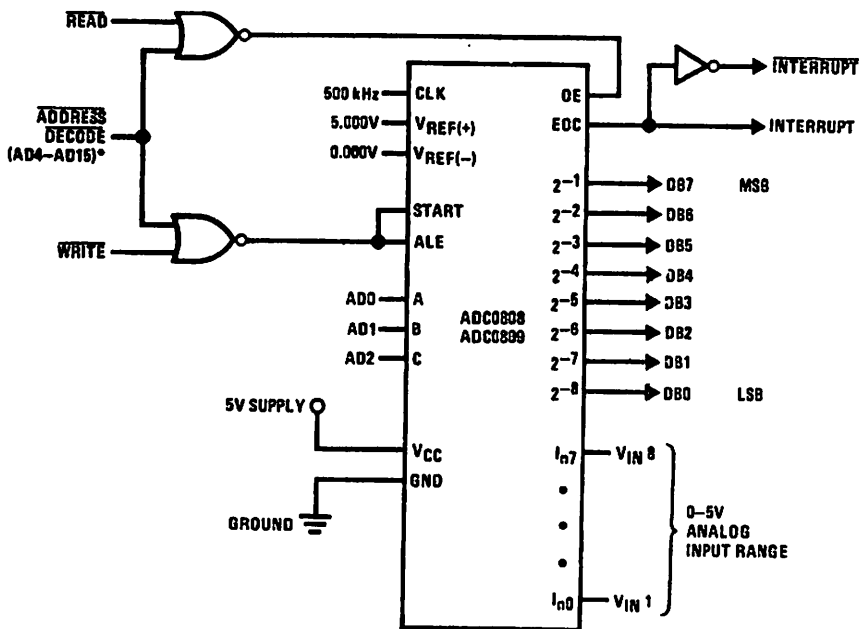 READ
ADDRESS
DECODE
(AD4–AD15)*
WRITE
500 kHz
5.000V
0.000V
CLK
VREF(+)
VREF(–)
START
ALE
AD0
AD1
AD2
A
B
C
5V SUPPLY
VCC
GND
GROUND
ADC0808
ADC0809
OE
EOC
INTERRUPT
INTERRUPT
2–1 DB7 MSB
2–2 DB6
2–3 DB5
2–4 DB4
2–5 DB3
2–6 DB2
2–7 DB1
2–8 DB0 LSB
In7 VIN 8
0–5V
ANALOG
INPUT RANGE
In0 VIN 1